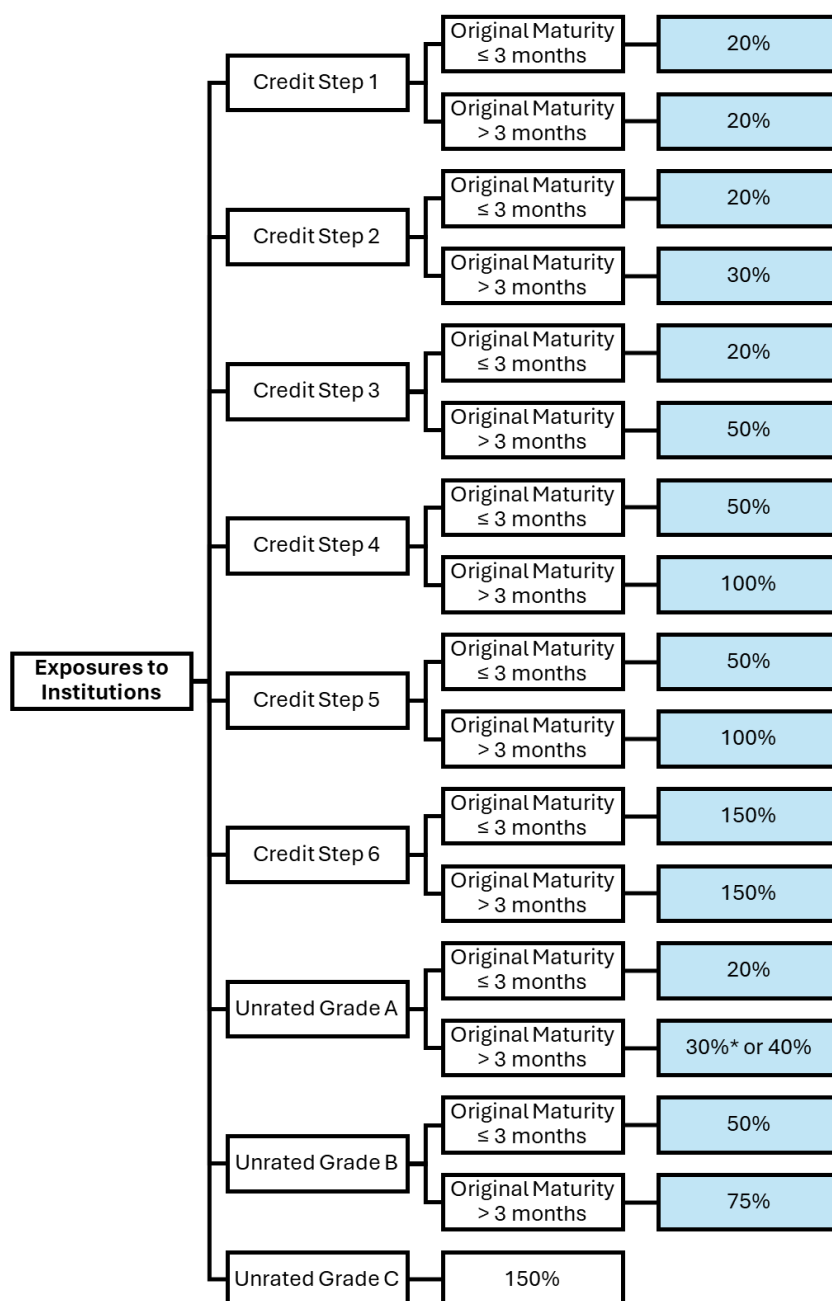 Exposures to
Institutions
Credit Step 1
Original Maturity
≤ 3 months
20%
Original Maturity
> 3 months
20%
Credit Step 2
Original Maturity
≤ 3 months
20%
Original Maturity
> 3 months
30%
Credit Step 3
Original Maturity
≤ 3 months
20%
Original Maturity
> 3 months
50%
Credit Step 4
Original Maturity
≤ 3 months
50%
Original Maturity
> 3 months
100%
Credit Step 5
Original Maturity
≤ 3 months
50%
Original Maturity
> 3 months
100%
Credit Step 6
Original Maturity
≤ 3 months
150%
Original Maturity
> 3 months
150%
Unrated Grade A
Original Maturity
≤ 3 months
20%
Original Maturity
> 3 months
30%* or 40%
Unrated Grade B
Original Maturity
≤ 3 months
50%
Original Maturity
> 3 months
75%
Unrated Grade C
150%